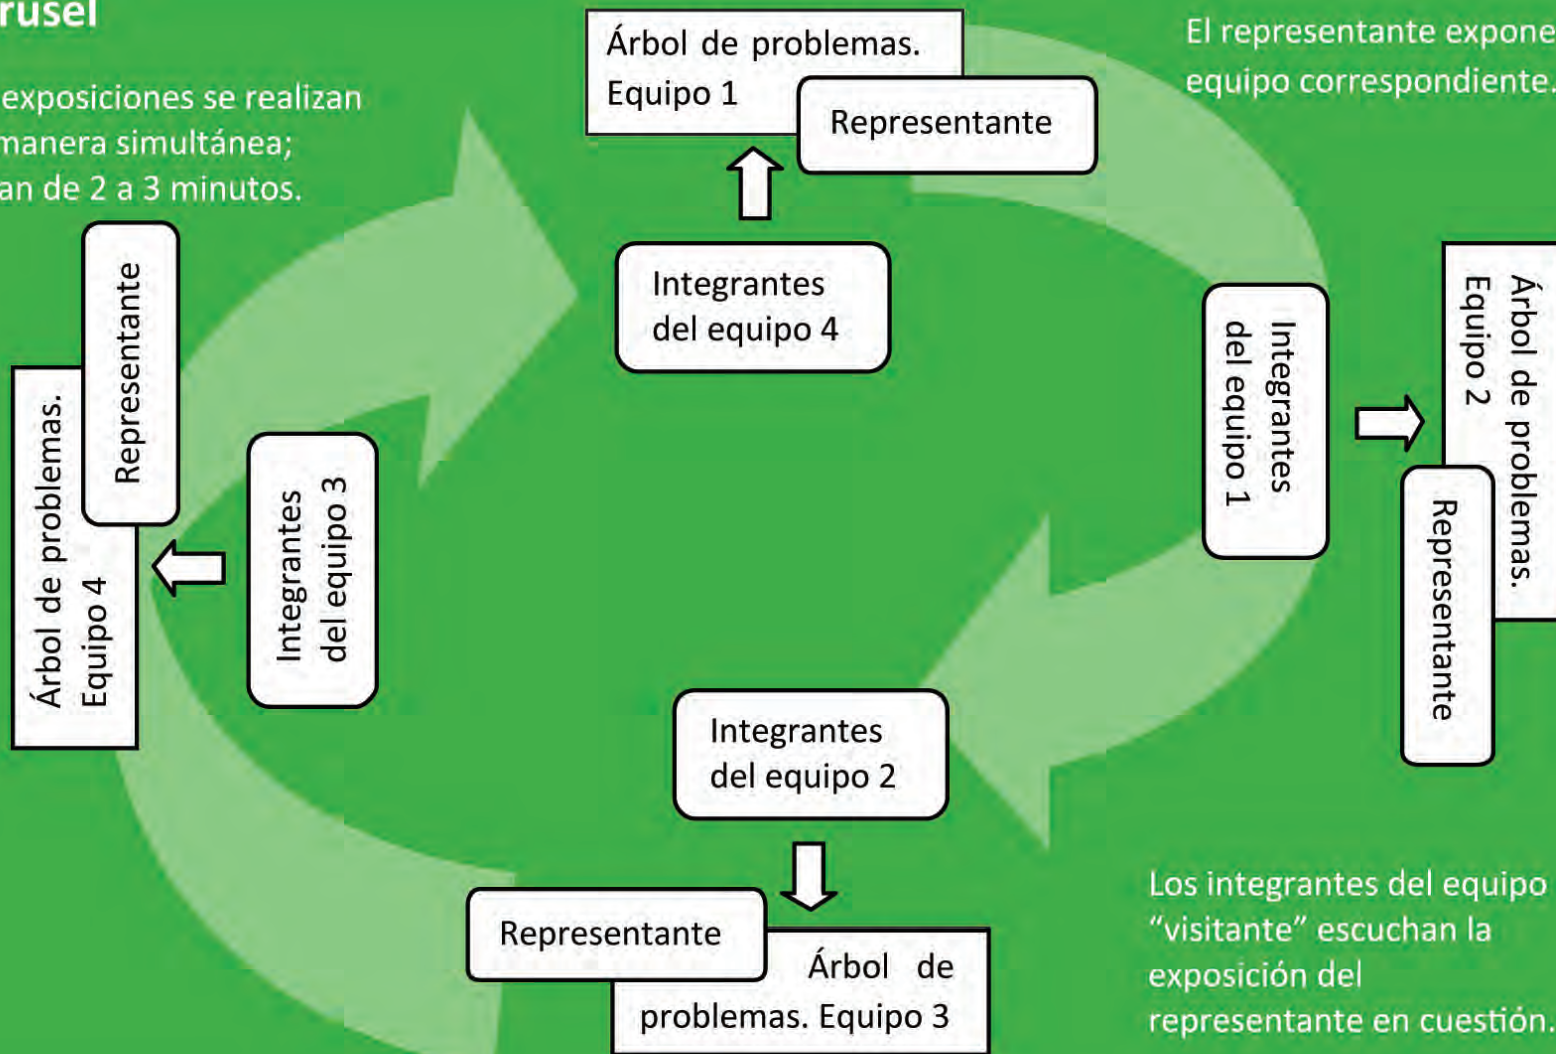 rusel
exposiciones se realizan
manera simultánea;
an de 2 a 3 minutos.
Árbol de problemas.
Equipo 1
Representante
El representante expone
equipo correspondiente.
Integrantes
del equipo 4
Integrantes
del equipo 1
Árbol de problemas.
Equipo 2
Representante
Representante
Árbol de problemas.
Equipo 4
Integrantes
del equipo 3
Integrantes
del equipo 2
Representante
Árbol de
problemas. Equipo 3
Los integrantes del equipo
“visitante” escuchan la
exposición del
representante en cuestión.